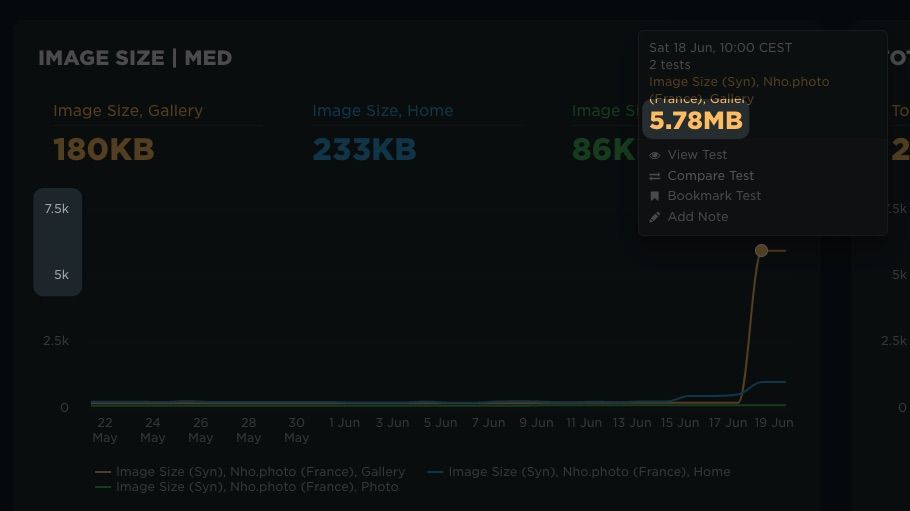 IMAGE SIZE | MED
Image Size, Gallery
180KB
Image Size, Home
233KB
Image S
86K
Sat 18 Jun, 10:00 CEST
2 tests
Image Size (Syn), Nho.photo
(France), Gallery
5.78MB
View Test
Compare Test
Bookmark Test
Add Note
7.5k
5k
2.5k
0
22 May
24 May
26 May
28 May
30 May
1 Jun
3 Jun
5 Jun
7 Jun
9 Jun
11 Jun
13 Jun
15 Jun
17 Jun
19 Jun
Image Size (Syn), Nho.photo (France), Gallery
Image Size (Syn), Nho.photo (France), Home
Image Size (Syn), Nho.photo (France), Photo
To
2
5k
2.5k
0